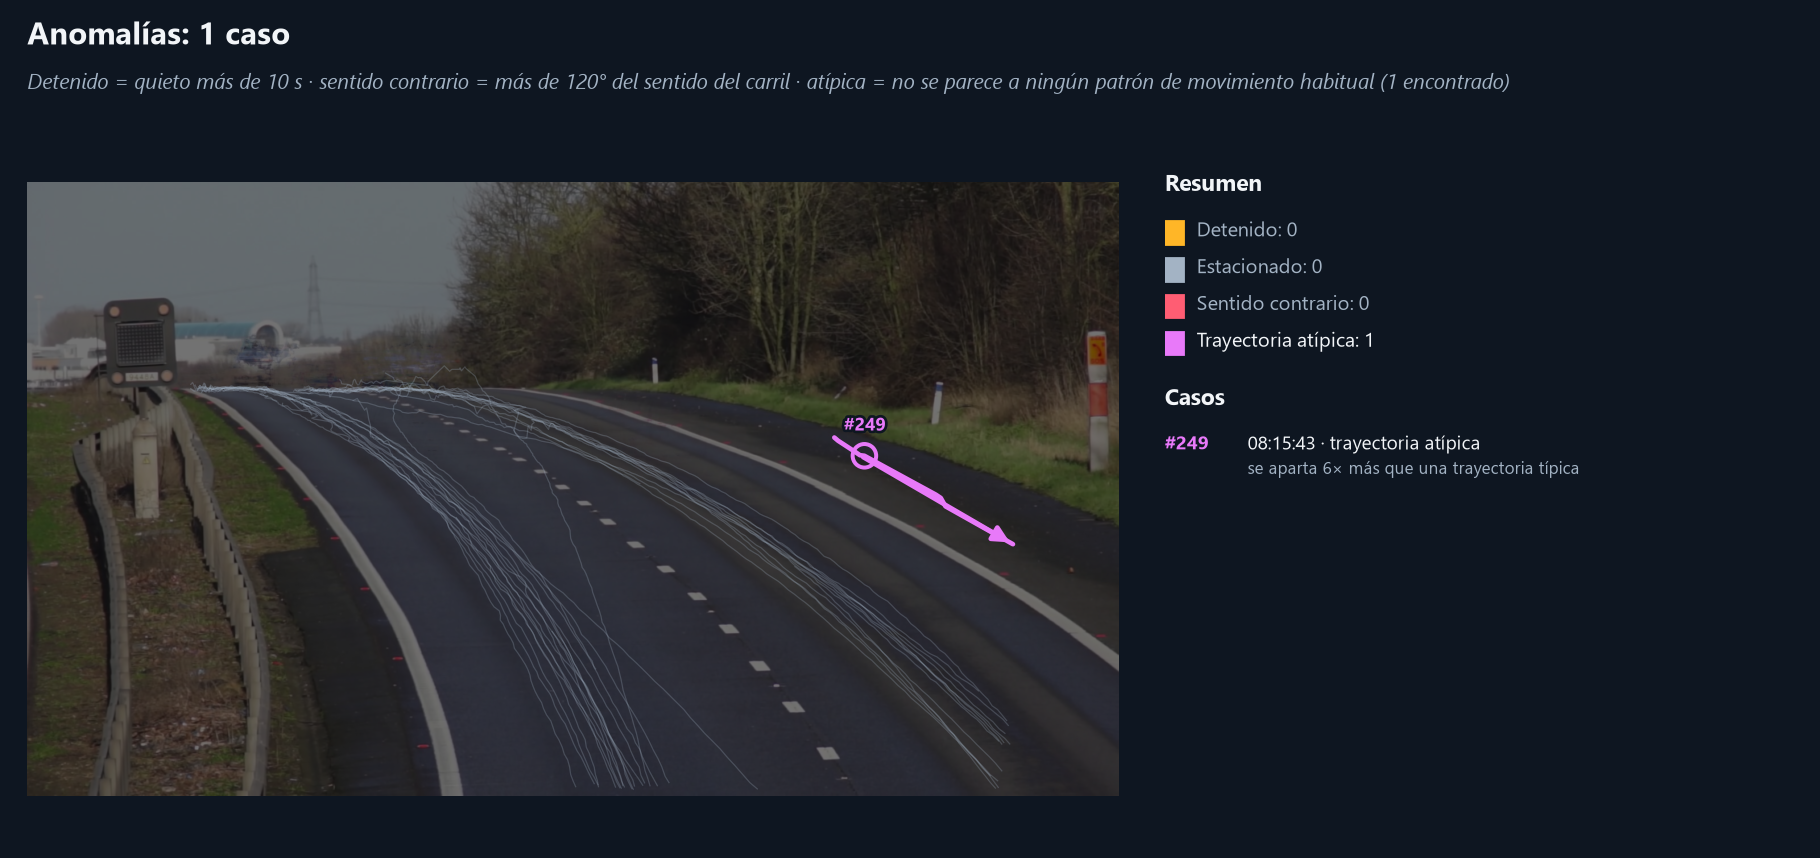 Anomalías: 1 caso
Detenido = quieto más de 10 s · sentido contrario = más de 120° del sentido del carril · atípica = no se parece a ningún patrón de movimiento habitual (1 encontrado)
#249
Resumen
Detenido: 0
Estacionado: 0
Sentido contrario: 0
Trayectoria atípica: 1
Casos
#249 08:15:43 · trayectoria atípica
se aparta 6× más que una trayectoria típica